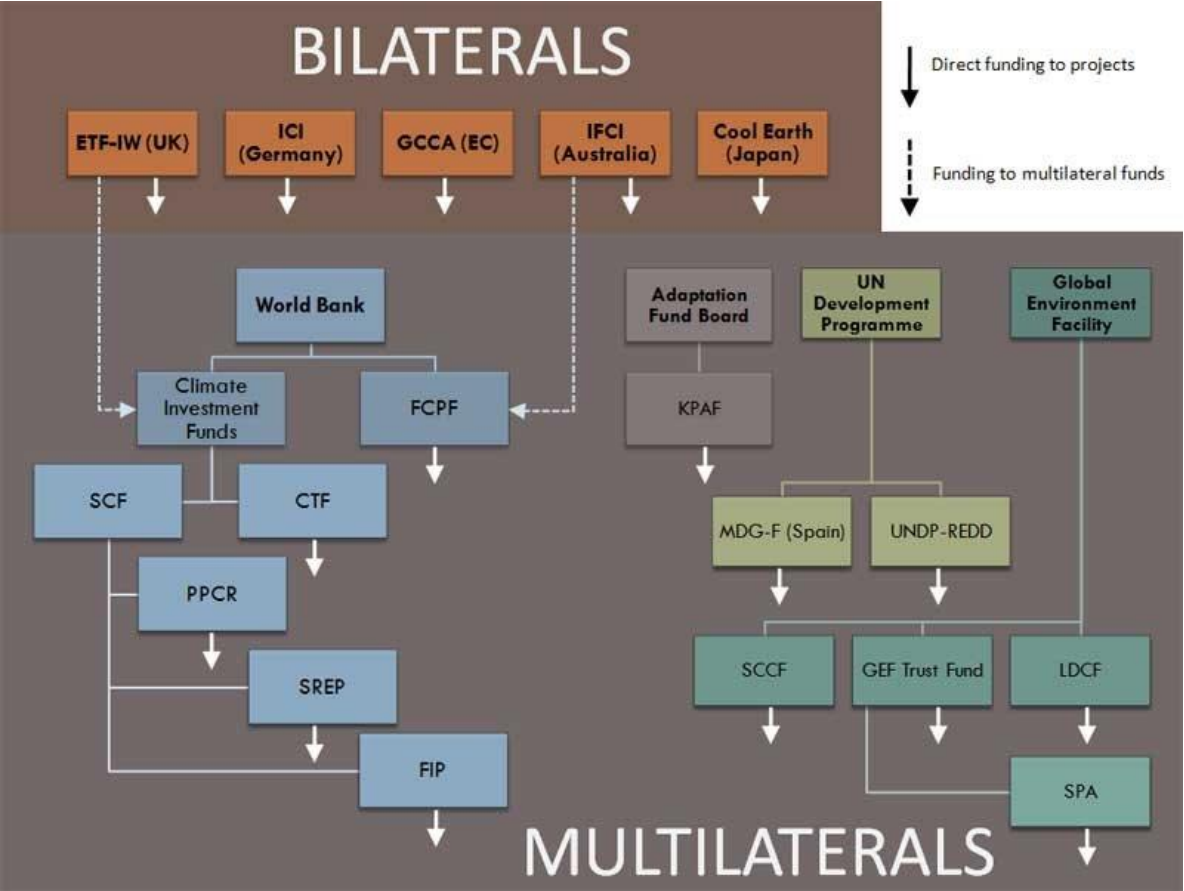 BILATERALS
Direct funding to projects
Funding to multilateral funds
ETF-IW (UK)
ICI
(Germany)
GCCA (EC)
IFCI
(Australia)
Cool Earth
(Japan)
World Bank
Adaptation
Fund Board
UN
Development
Programme
Global
Environment
Facility
Climate
Investment
Funds
FCPF
KPAF
SCF
CTF
MDG-F (Spain)
UNDP-REDD
PPCR
SREP
SCCF
GEF Trust Fund
LDCF
FIP
SPA
MULTILATERALS